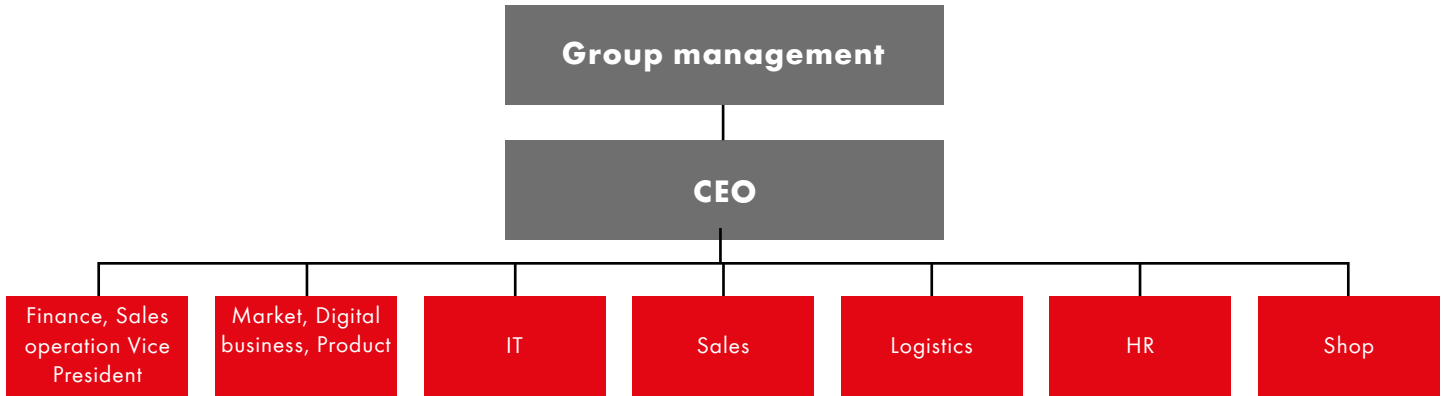 Group management
CEO
Finance, Sales
operation Vice
President
Market, Digital
business, Product
IT
Sales
Logistics
HR
Shop